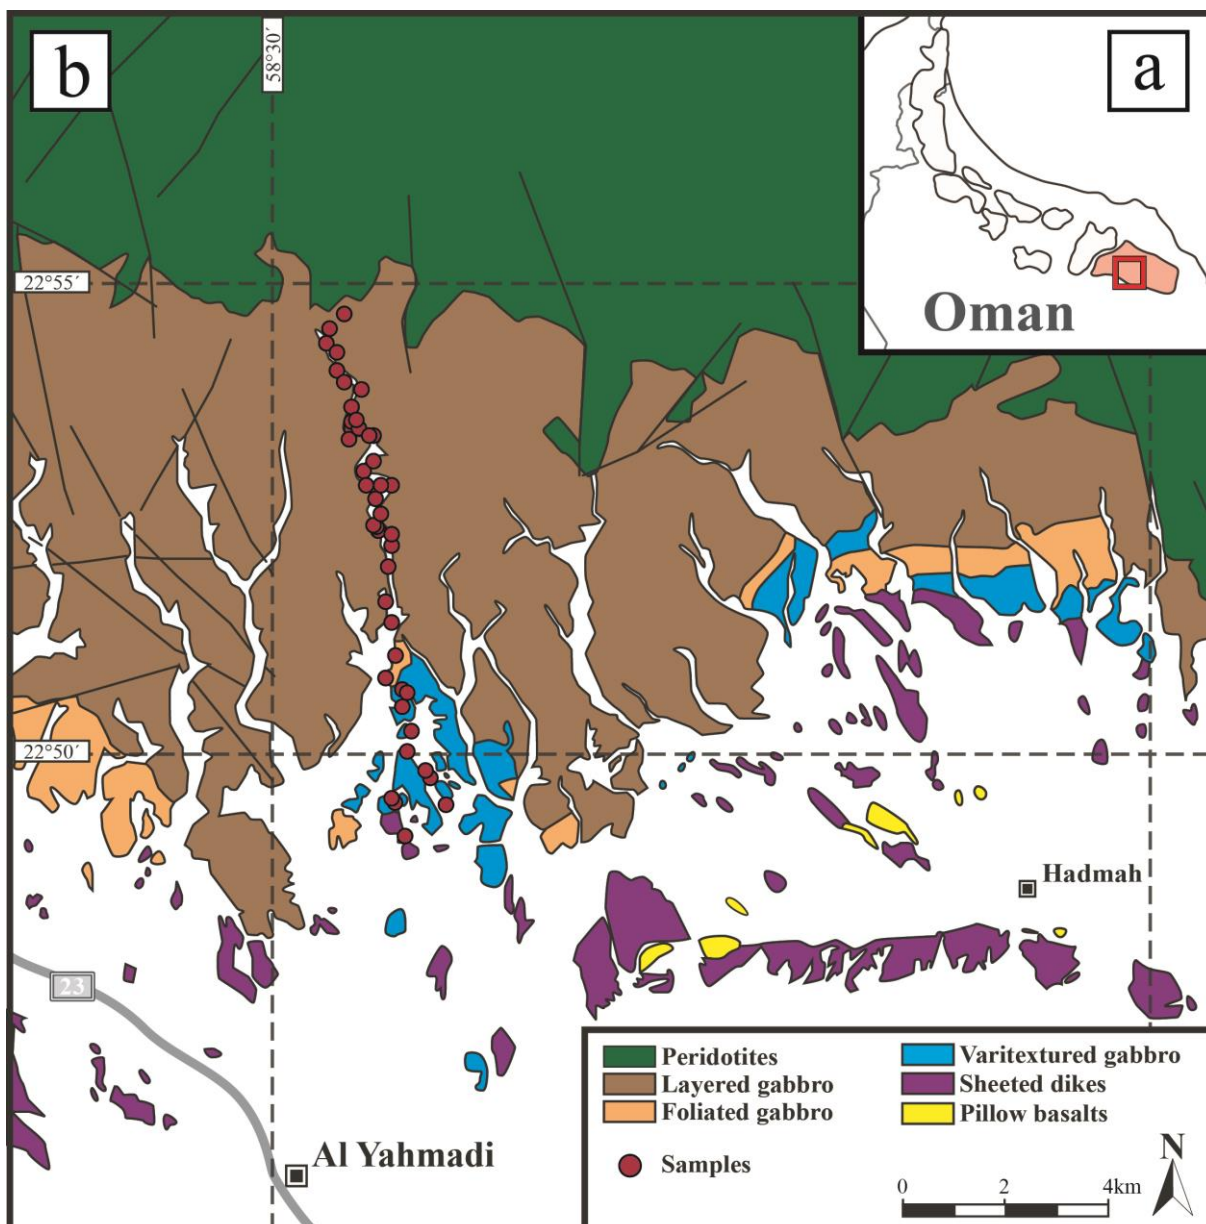 b
58°30´
a
Oman
22°55´
22°50´
Hadmah
23
Al Yahmadi
Peridotites
Layered gabbro
Foliated gabbro
Samples
Varitextured gabbro
Sheeted dikes
Pillow basalts
N
0 2 4km